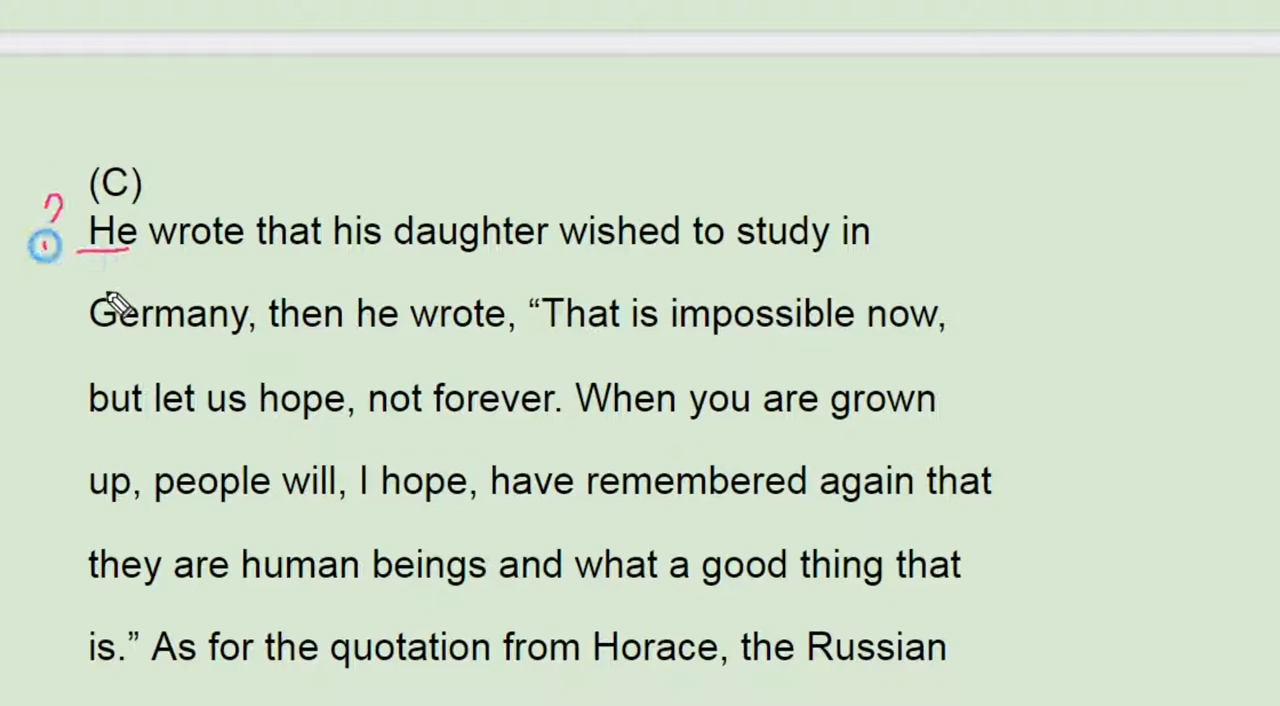 (C)
?
He wrote that his daughter wished to study in
Germany, then he wrote, “That is impossible now,
but let us hope, not forever. When you are grown
up, people will, I hope, have remembered again that
they are human beings and what a good thing that
is.” As for the quotation from Horace, the Russian